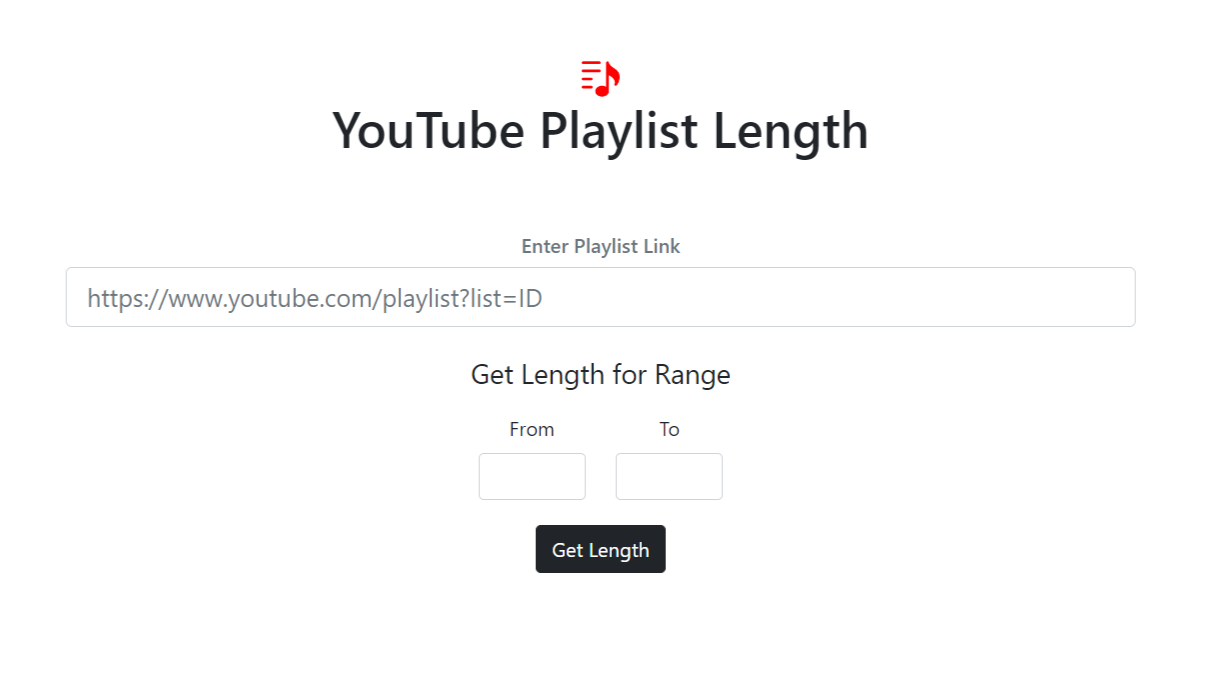 YouTube Playlist Length
Enter Playlist Link
https://www.youtube.com/playlist?list=ID
Get Length for Range
From To
Get Length